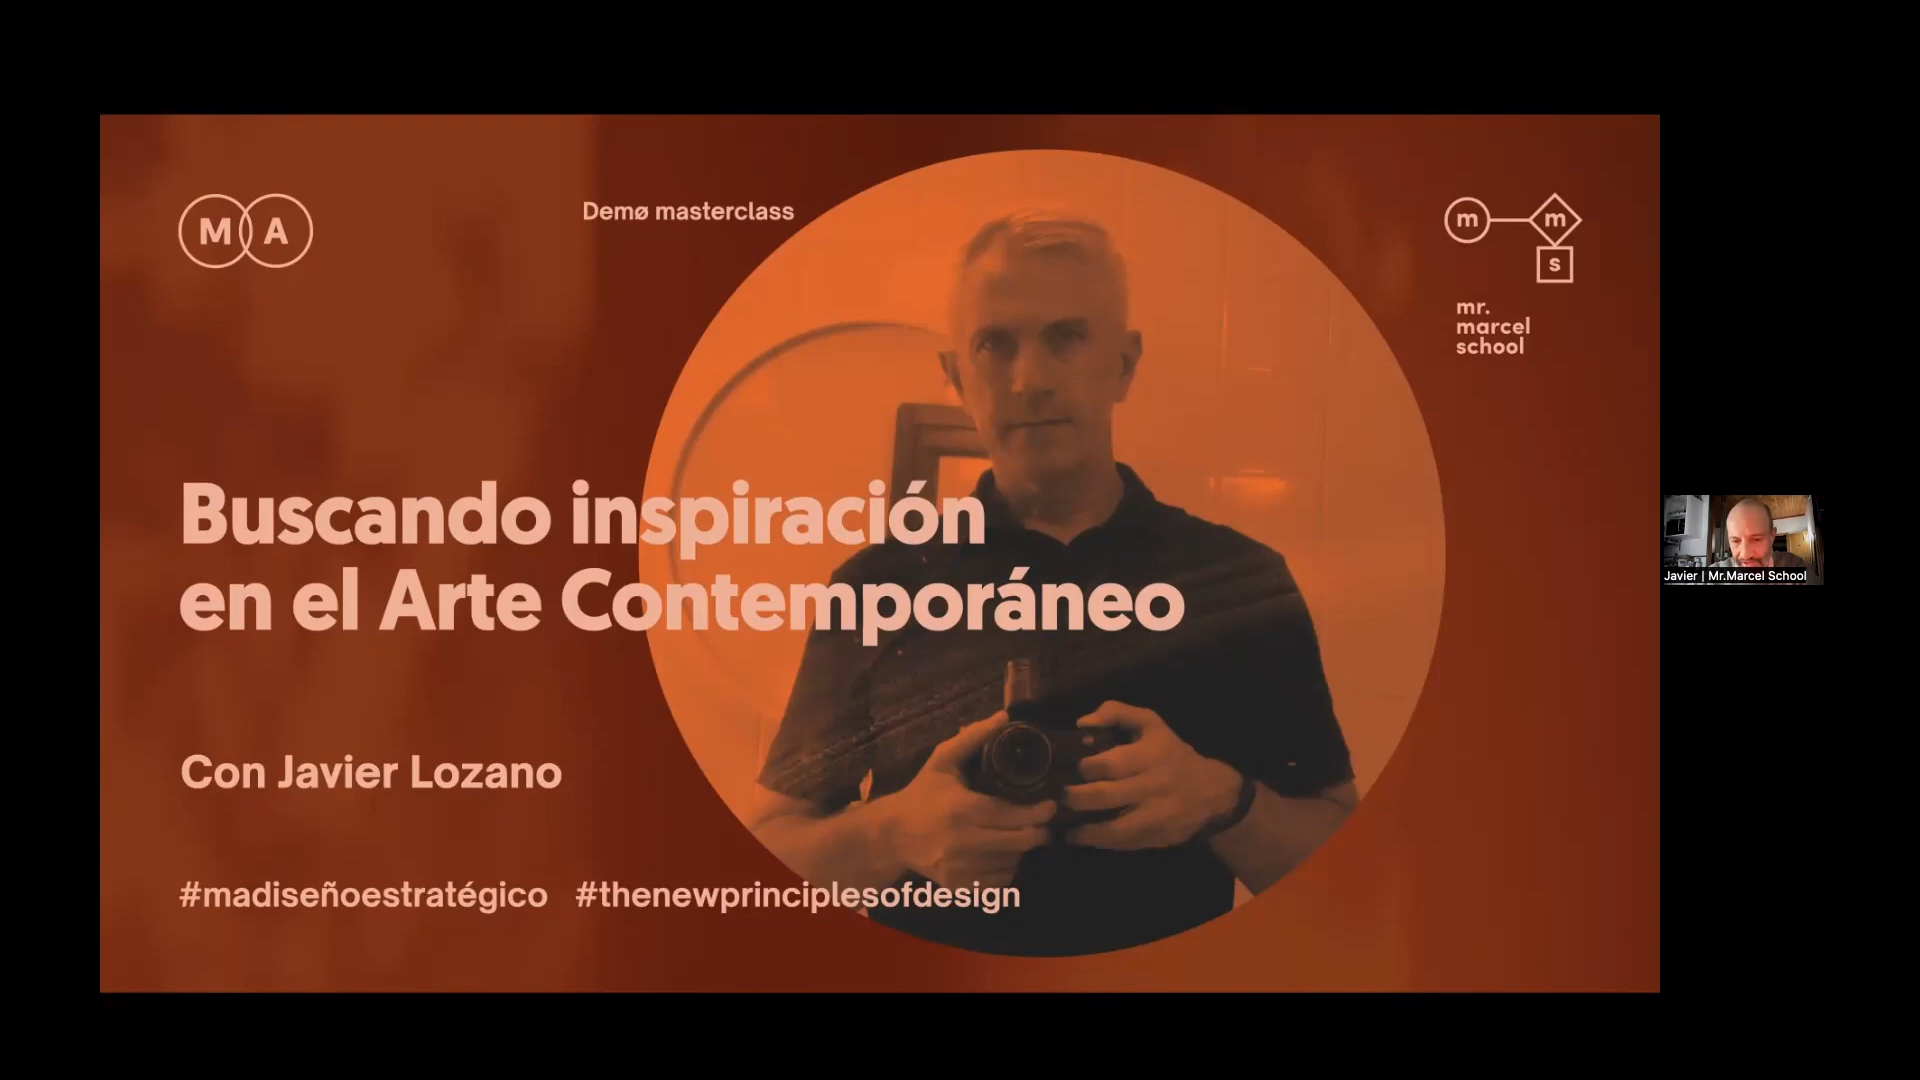 M A
Demø masterclass
m m
s
mr.
marcel
school
Buscando inspiración
en el Arte Contemporáneo
Con Javier Lozano
#madiseñoestratégico #thenewprinciplesofdesign
Javier | Mr.Marcel School